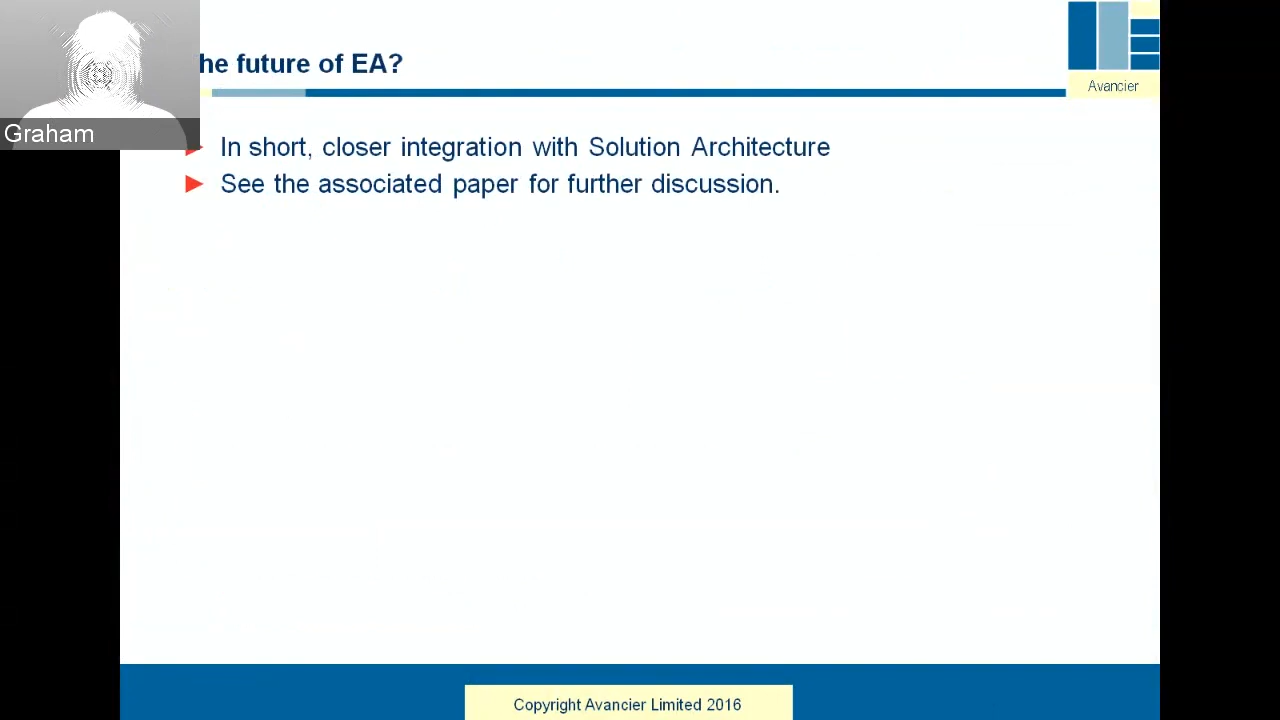 he future of EA?
Avancier
Graham
In short, closer integration with Solution Architecture
See the associated paper for further discussion.
Copyright Avancier Limited 2016